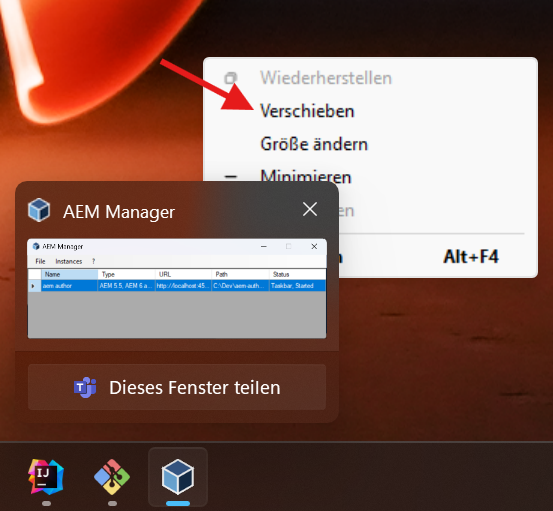 Wiederherstellen
Verschieben
Größe ändern
Minimieren
en
n Alt+F4
AEM Manager
AEM Manager
File Instances ?
Name Type URL Path Status
aem author AEM 5.5, AEM 6 a... http://localhost:45... C:\Dev\aem-auth... Taskbar, Started
Dieses Fenster teilen
IJ